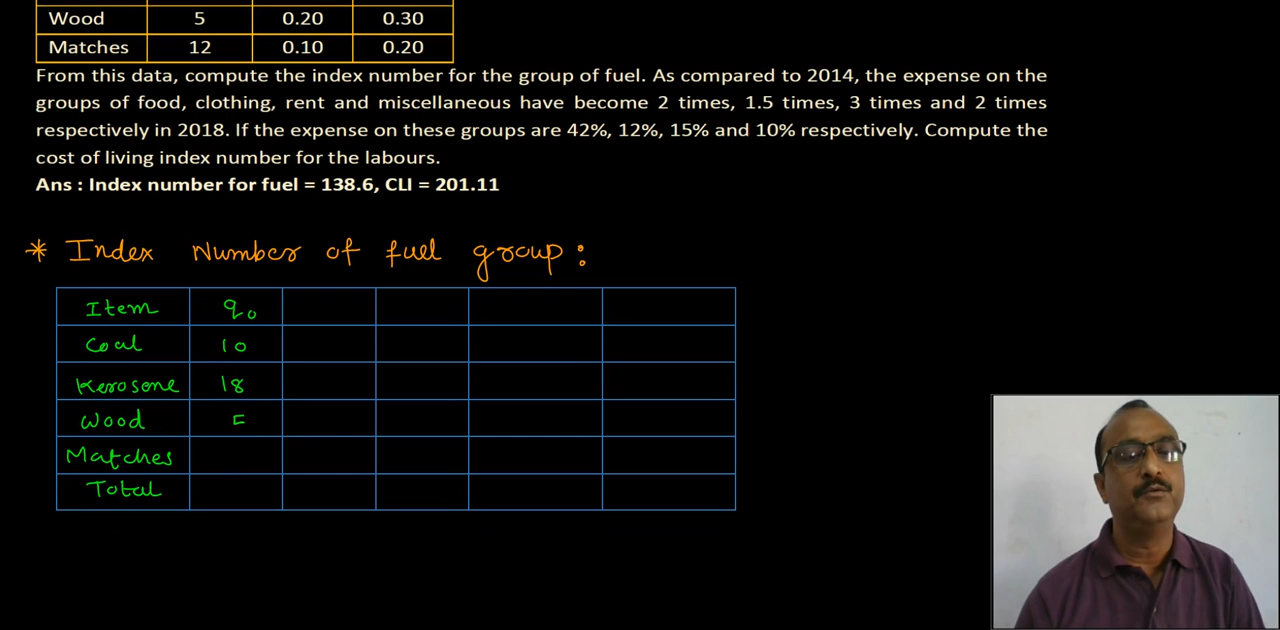 Wood 5 0.20 0.30
Matches 12 0.10 0.20
From this data, compute the index number for the group of fuel. As compared to 2014, the expense on the
groups of food, clothing, rent and miscellaneous have become 2 times, 1.5 times, 3 times and 2 times
respectively in 2018. If the expense on these groups are 42%, 12%, 15% and 10% respectively. Compute the
cost of living index number for the labours.
Ans : Index number for fuel = 138.6, CLI = 201.11
* Index Number of fuel group :
Item q₀
Coal 10
Kerosene 18
Wood 5
Matches
Total